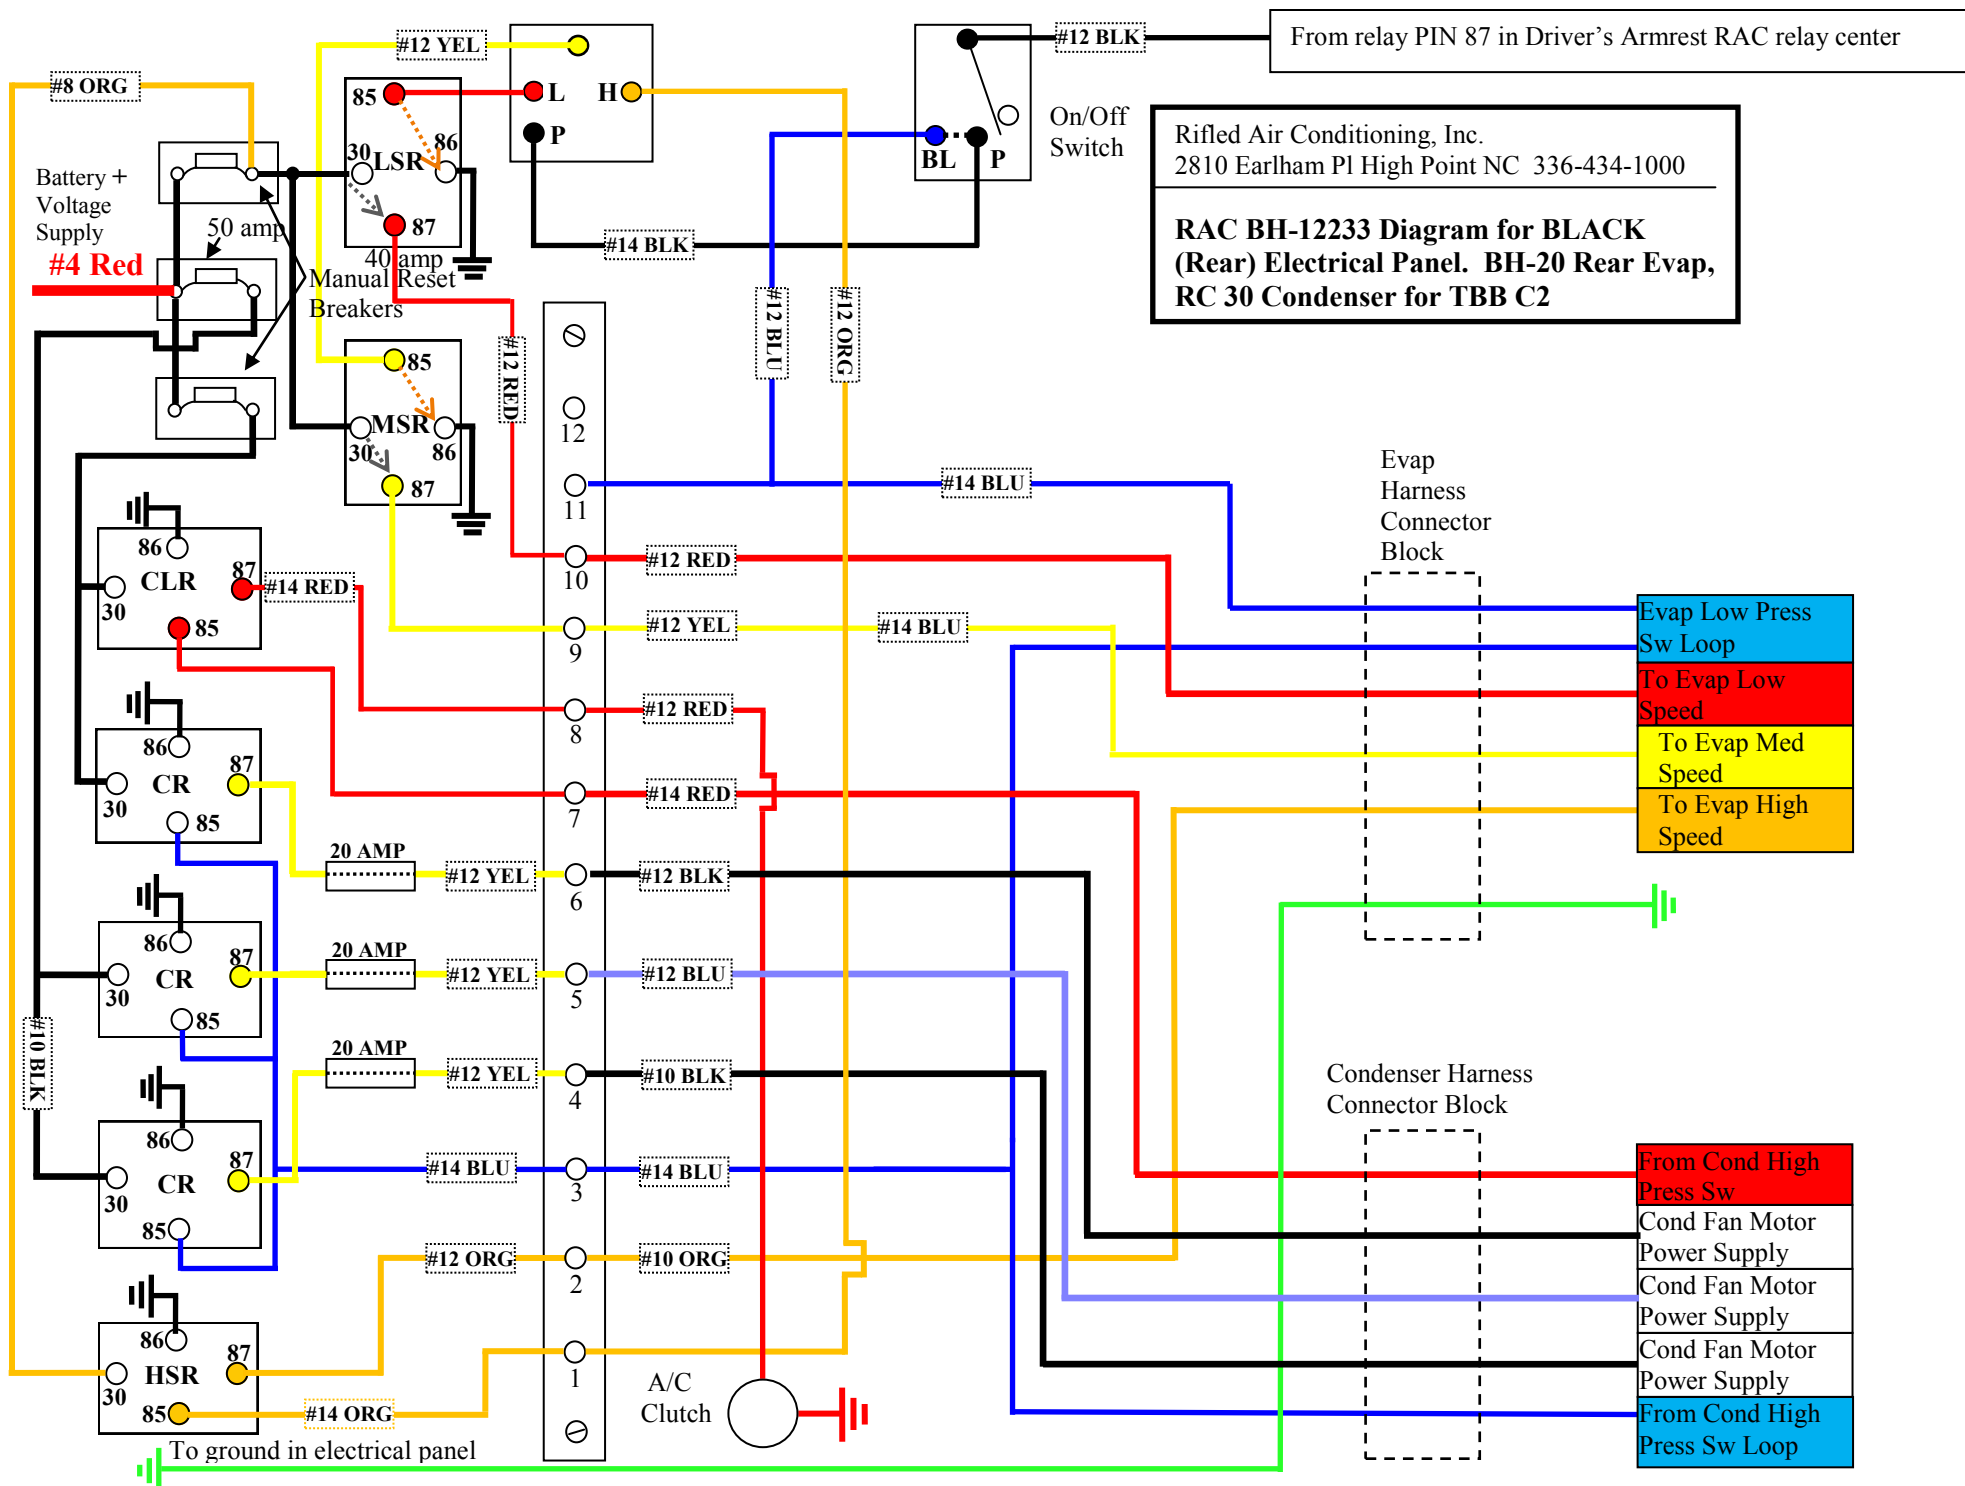 #12 YEL
L
H
P
#12 BLK
From relay PIN 87 in Driver's Armrest RAC relay center
BL
P
On/Off
Switch
Rifled Air Conditioning, Inc.
2810 Earlham Pl High Point NC  336-434-1000
RAC BH-12233 Diagram for BLACK
(Rear) Electrical Panel.  BH-20 Rear Evap,
RC 30 Condenser for TBB C2
#8 ORG
Battery +
Voltage
Supply
#4 Red
50 amp
Manual Reset
Breakers
85
86
30
LSR
87
40 amp
#14 BLK
85
MSR
30
86
87
#12 RED
#12 BLU
#12 ORG
12
11
10
9
8
7
6
5
4
3
2
1
86
CLR
87
30
85
#14 RED
86
87
CR
30
85
20 AMP
#12 YEL
86
87
CR
30
85
20 AMP
#12 YEL
#10 BLK
86
87
CR
30
85
20 AMP
#12 YEL
#14 BLU
86
87
HSR
30
85
#12 ORG
#14 ORG
To ground in electrical panel
#14 BLU
#12 RED
#12 YEL
#14 BLU
#12 RED
#14 RED
#12 BLK
#12 BLU
#10 BLK
#14 BLU
#10 ORG
A/C
Clutch
Evap
Harness
Connector
Block
Evap Low Press
Sw Loop
To Evap Low
Speed
To Evap Med
Speed
To Evap High
Speed
Condenser Harness
Connector Block
From Cond High
Press Sw
Cond Fan Motor
Power Supply
Cond Fan Motor
Power Supply
Cond Fan Motor
Power Supply
From Cond High
Press Sw Loop